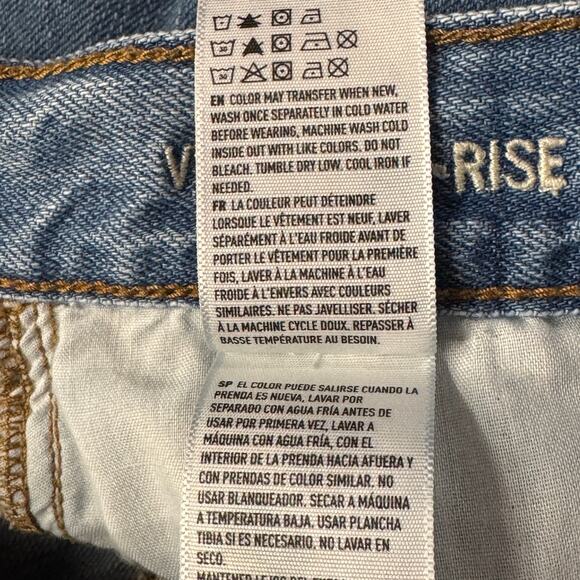 V -RISE
EN COLOR MAY TRANSFER WHEN NEW,
WASH ONCE SEPARATELY IN COLD WATER
BEFORE WEARING, MACHINE WASH COLD
INSIDE OUT WITH LIKE COLORS. DO NOT
BLEACH. TUMBLE DRY LOW. COOL IRON IF
NEEDED.
FR LA COULEUR PEUT DÉTEINDRE
LORSQUE LE VÊTEMENT EST NEUF, LAVER
SÉPARÉMENT À L'EAU FROIDE AVANT DE
PORTER LE VÊTEMENT POUR LA PREMIÈRE
FOIS, LAVER À LA MACHINE À L'EAU
FROIDE À L'ENVERS AVEC COULEURS
SIMILAIRES. NE PAS JAVELLISER. SÉCHER
À LA MACHINE CYCLE DOUX. REPASSER À
BASSE TEMPÉRATURE AU BESOIN.
SP EL COLOR PUEDE SALIRSE CUANDO LA
PRENDA ES NUEVA, LAVAR POR
SEPARADO CON AGUA FRÍA ANTES DE
USAR POR PRIMERA VEZ, LAVAR A
MÁQUINA CON AGUA FRÍA, CON EL
INTERIOR DE LA PRENDA HACIA AFUERA Y
CON PRENDAS DE COLOR SIMILAR. NO
USAR BLANQUEADOR. SECAR A MÁQUINA
A TEMPERATURA BAJA. USAR PLANCHA
TIBIA SI ES NECESARIO. NO LAVAR EN
SECO.